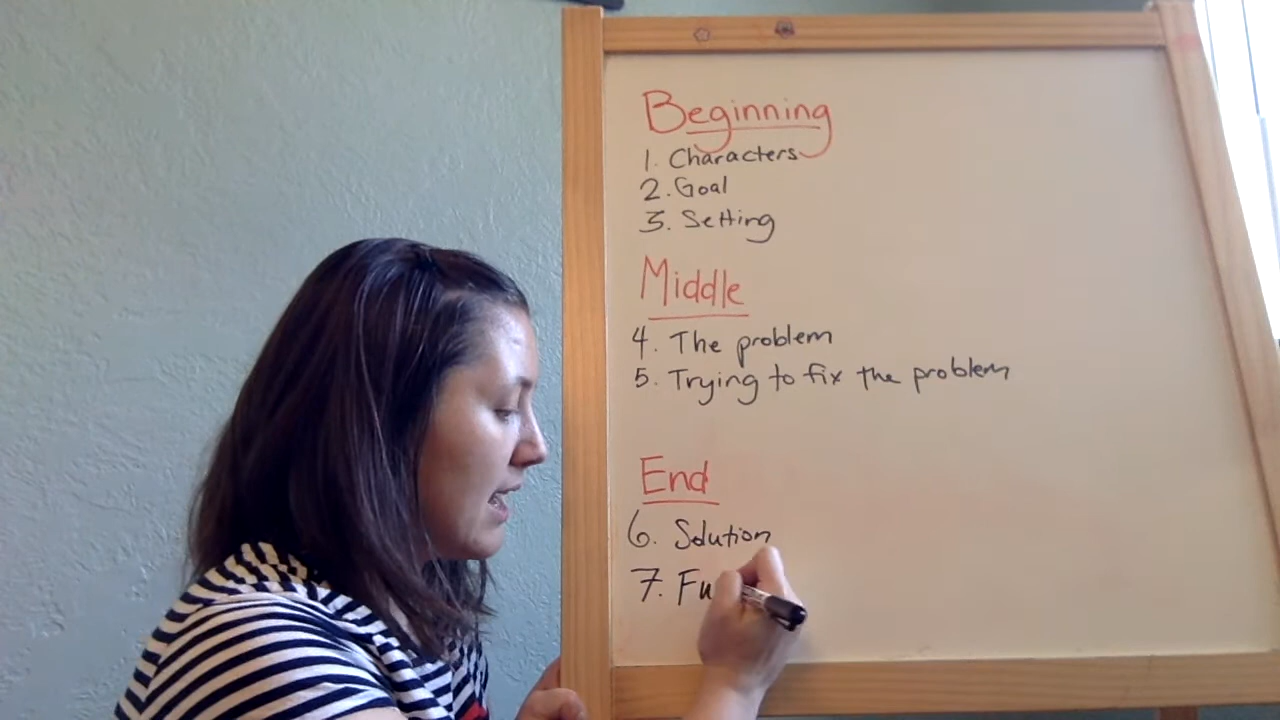 Beginning
1. Characters
2. Goal
3. Setting
Middle
4. The problem
5. Trying to fix the problem
End
6. Solution
7. Fu